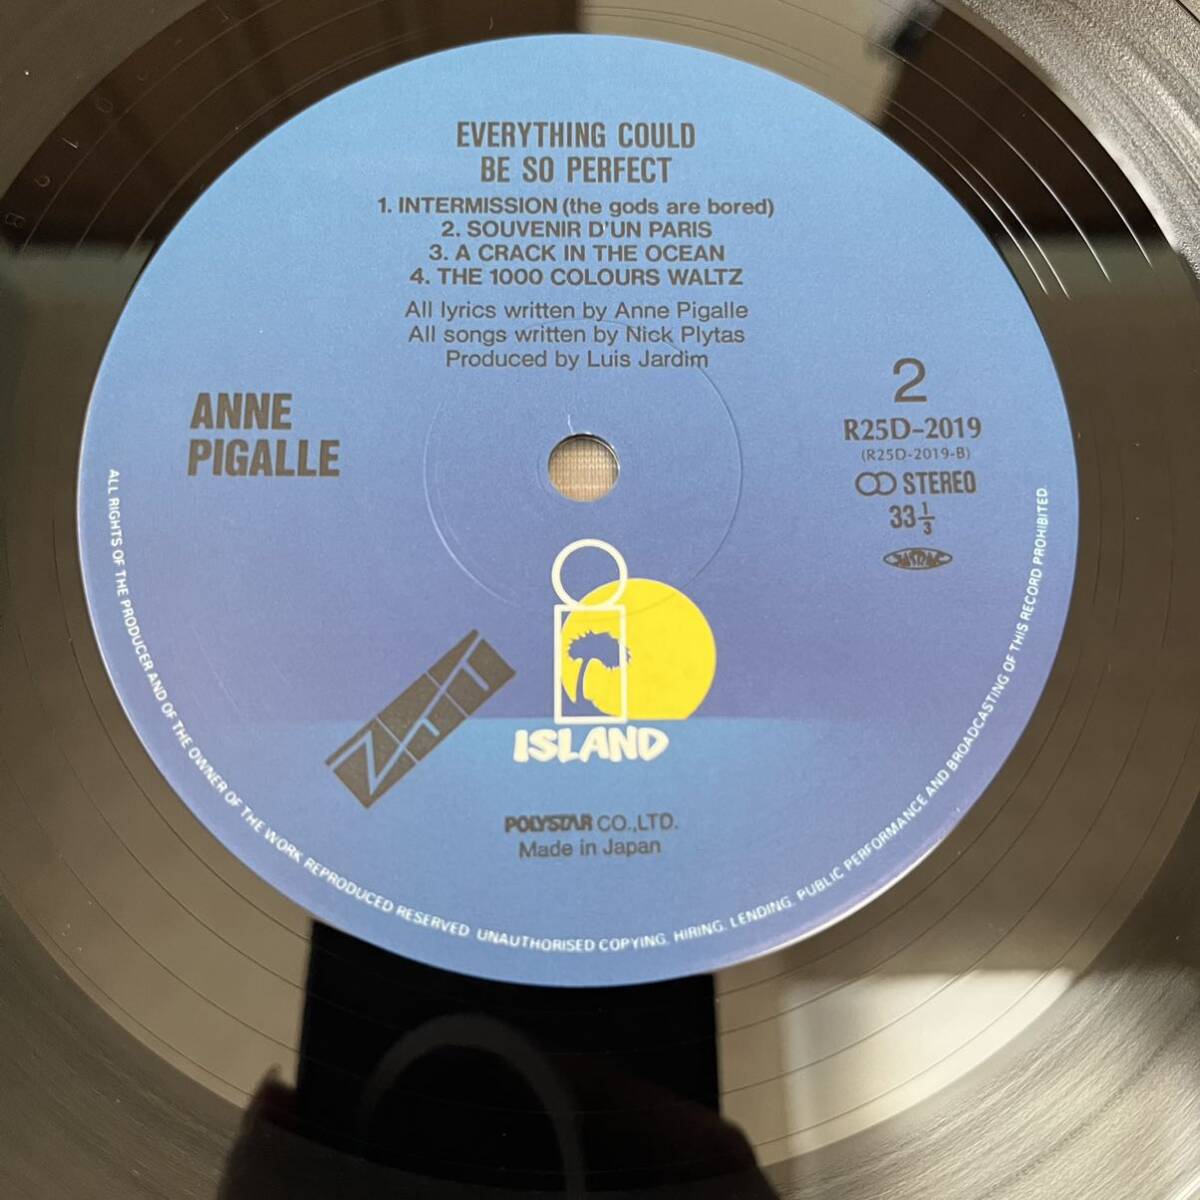 EVERYTHING COULD
BE SO PERFECT
1. INTERMISSION (the gods are bored)
2. SOUVENIR D'UN PARIS
3. A CRACK IN THE OCEAN
4. THE 1000 COLOURS WALTZ
All lyrics written by Anne Pigalle
All songs written by Nick Plytas
Produced by Luis Jardim
ANNE
PIGALLE
2
R25D-2019
(R25D-2019-B)
STEREO
33 1/3
JASRAC
ZTT
ISLAND
POLYSTAR CO.,LTD.
Made in Japan
ALL RIGHTS OF THE PRODUCER AND OF THE OWNER OF THE WORK REPRODUCED RESERVED. UNAUTHORISED COPYING. HIRING. LENDING. PUBLIC PERFORMANCE AND BROADCASTING OF THIS RECORD PROHIBITED.